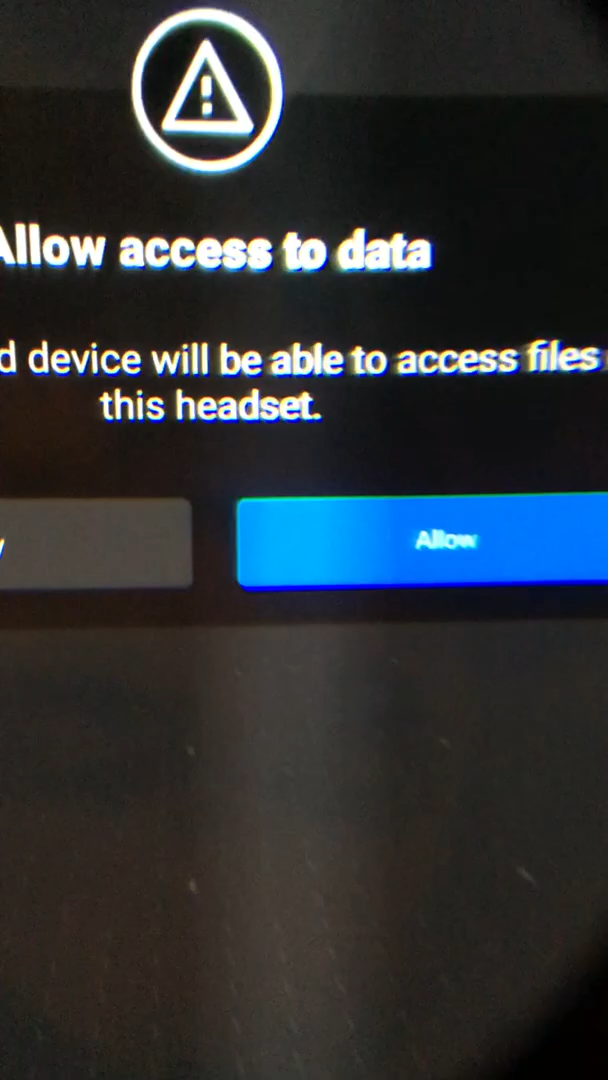 Allow access to data
d device will be able to access files
this headset.
y
Allow